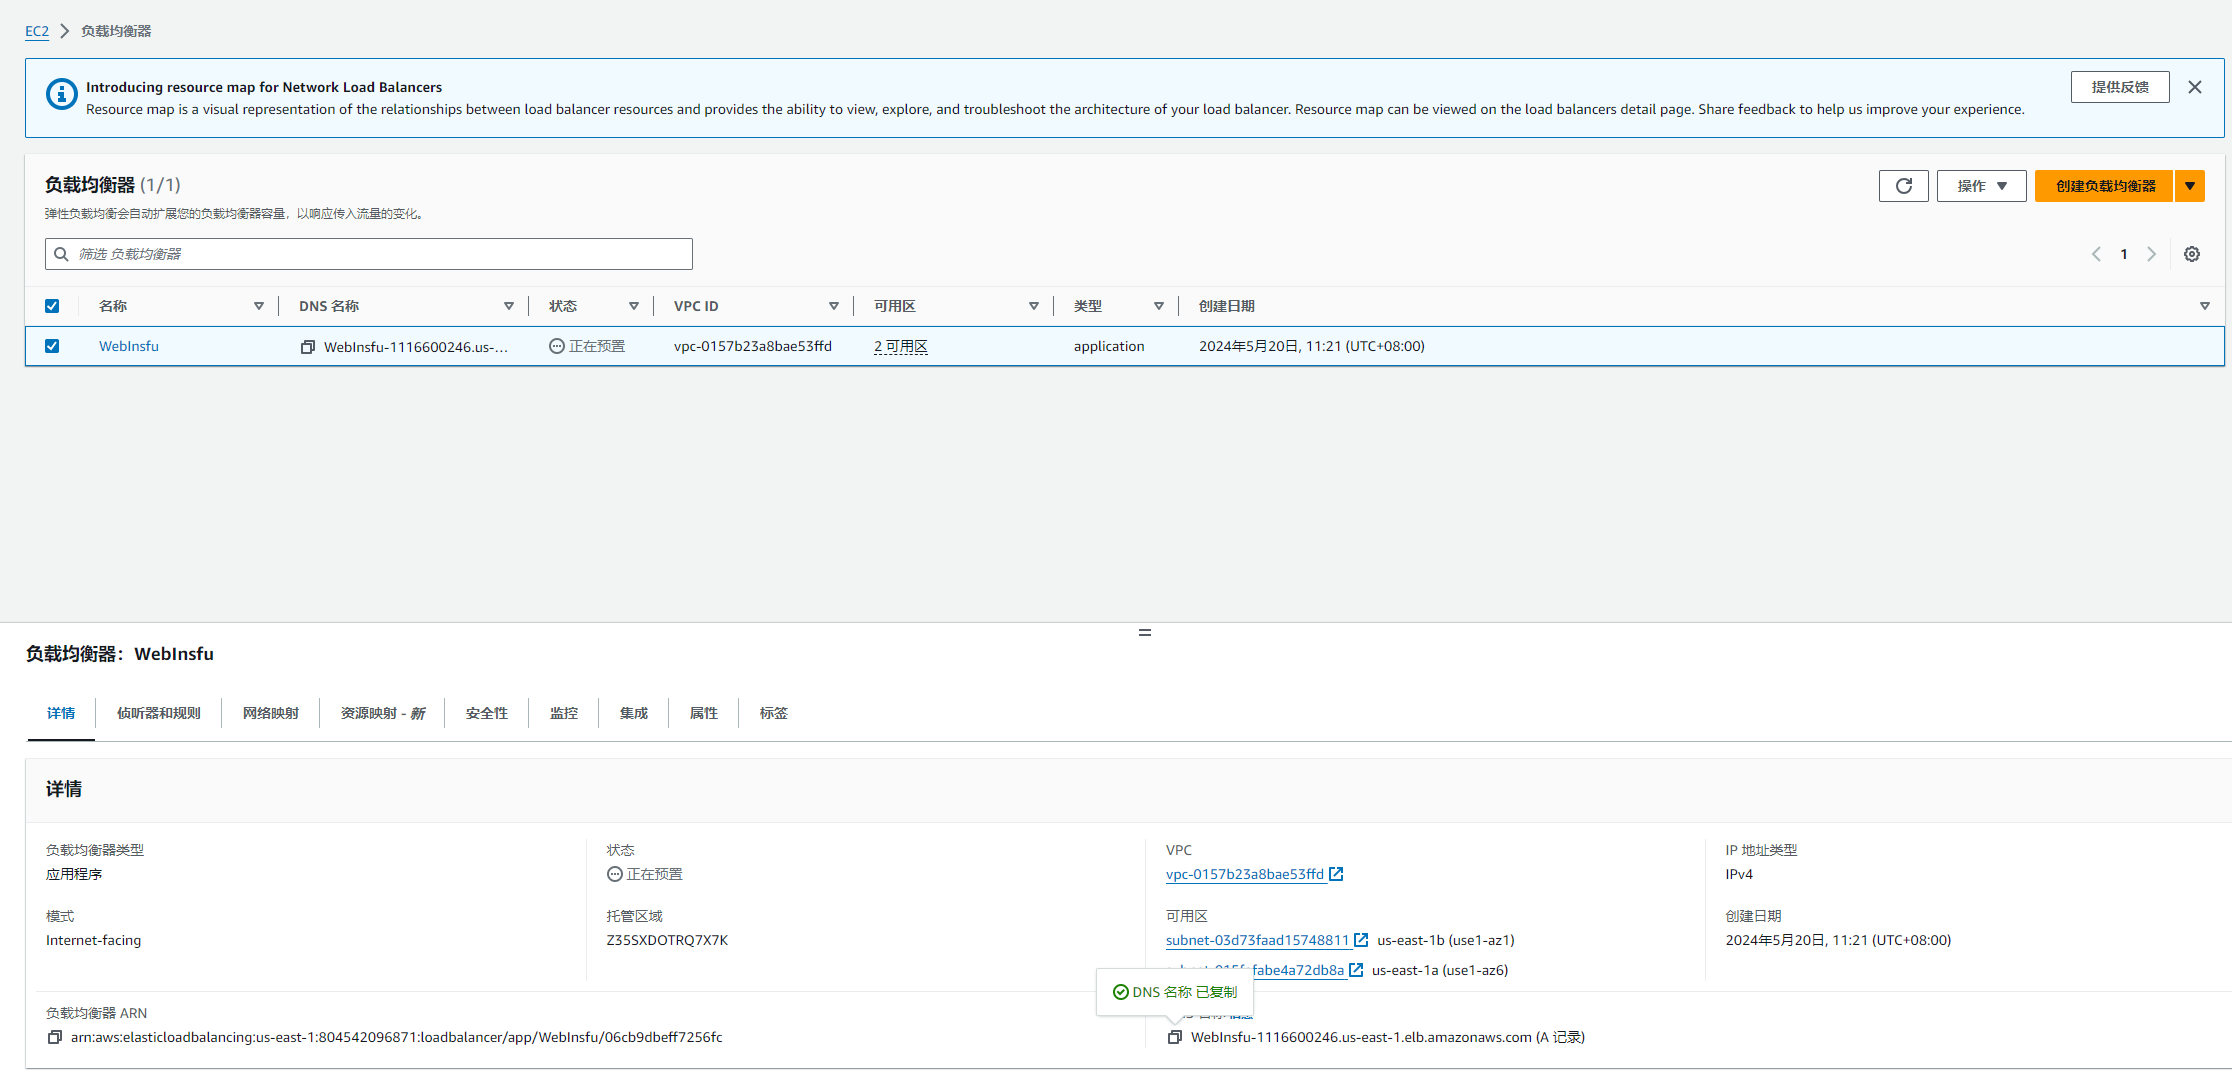 EC2 负载均衡器
Introducing resource map for Network Load Balancers
Resource map is a visual representation of the relationships between load balancer resources and provides the ability to view, explore, and troubleshoot the architecture of your load balancer. Resource map can be viewed on the load balancers detail page. Share feedback to help us improve your experience.
提供反馈
负载均衡器 (1/1)
弹性负载均衡会自动扩展您的负载均衡器容量，以响应传入流量的变化。
操作
创建负载均衡器
筛选 负载均衡器
1
名称 DNS 名称 状态 VPC ID 可用区 类型 创建日期
WebInsfu WebInsfu-1116600246.us-... 正在预置 vpc-0157b23a8bae53ffd 2 可用区 application 2024年5月20日, 11:21 (UTC+08:00)
负载均衡器：WebInsfu
详情 侦听器和规则 网络映射 资源映射 - 新 安全性 监控 集成 属性 标签
详情
负载均衡器类型 状态 VPC IP 地址类型
应用程序 正在预置 vpc-0157b23a8bae53ffd IPv4
模式 托管区域 可用区 创建日期
Internet-facing Z35SXDOTRQ7X7K subnet-03d73faad15748811 us-east-1b (use1-az1) 2024年5月20日, 11:21 (UTC+08:00)
fabe4a72db8a us-east-1a (use1-az6)
DNS 名称 已复制
负载均衡器 ARN
arn:aws:elasticloadbalancing:us-east-1:804542096871:loadbalancer/app/WebInsfu/06cb9dbeff7256fc WebInsfu-1116600246.us-east-1.elb.amazonaws.com (A 记录)